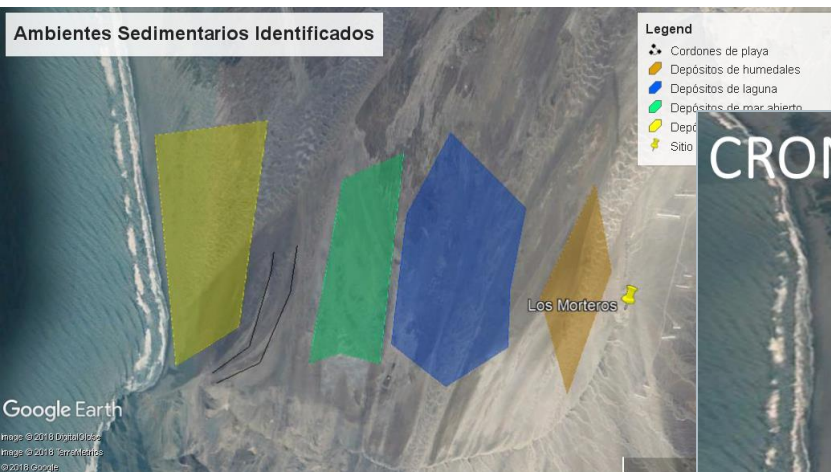 Ambientes Sedimentarios Identificados
Legend
Cordones de playa
Depósitos de humedales
Depósitos de laguna
Depósitos de mar abierto
Sitio
Los Morteros
Google Earth
Image © 2018 DigitalGlobe
Image © 2018 TerraMetrics
© 2018 Google